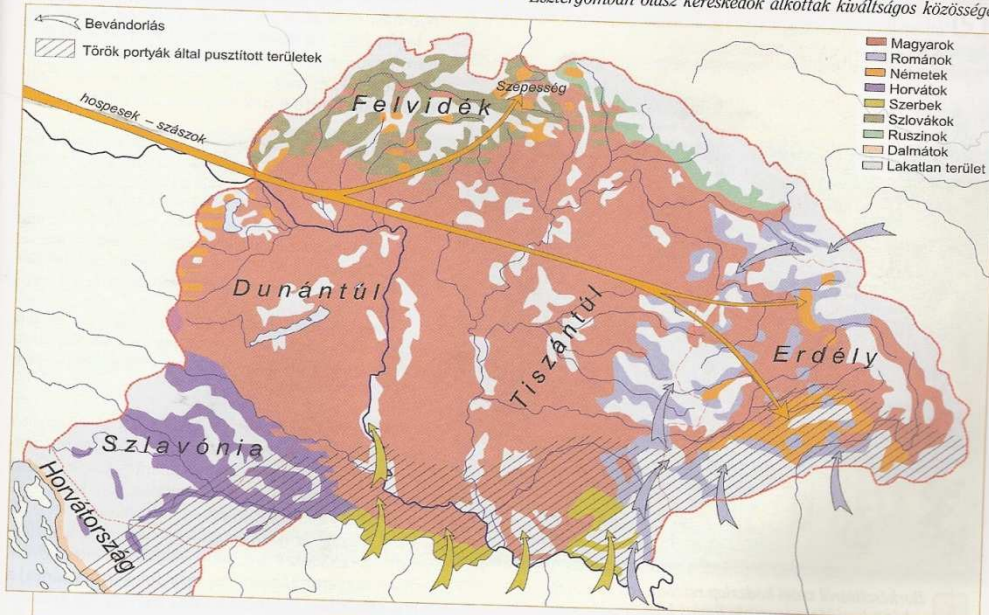 Esztergomban olasz kereskedők alkottak kiváltságos közössége
Bevándorlás
Török portyák által pusztított területek
Magyarok
Románok
Németek
Horvátok
Szerbek
Szlovákok
Ruszinok
Dalmátok
Lakatlan terület
hospesek – szászok
Felvidék
Szepesség
Dunántúl
Tiszántúl
Erdély
Szlavónia
Horvátország